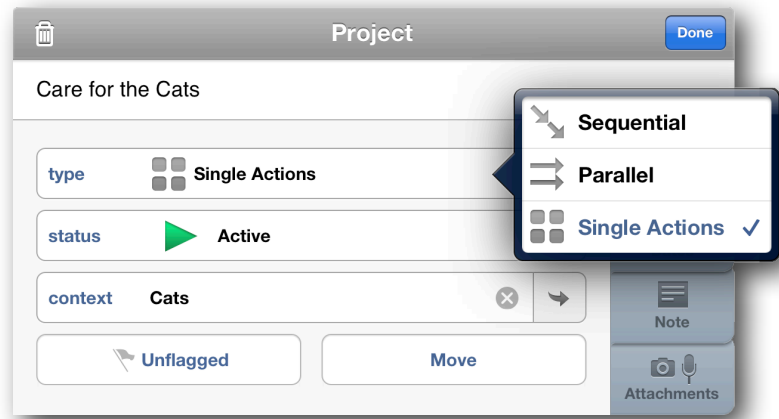 Project
Done
Care for the Cats
Sequential
Parallel
Single Actions
type
Single Actions
status
Active
context
Cats
Note
Unflagged
Move
Attachments